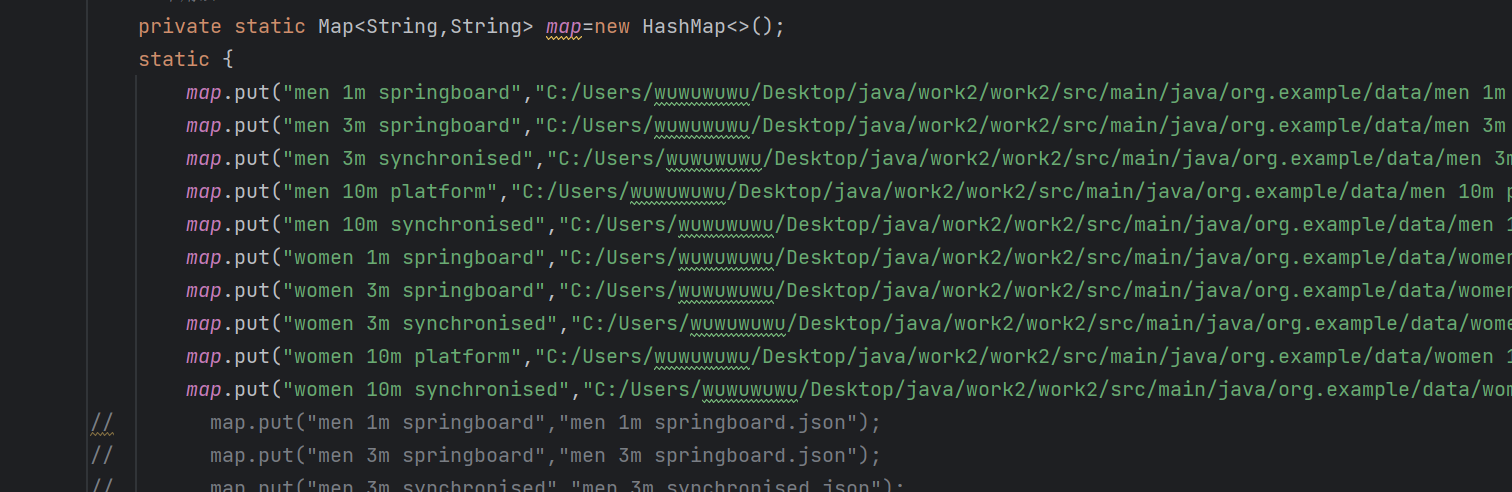 private static Map<String,String> map=new HashMap<>();
static {
map.put("men 1m springboard","C:/Users/wuwuwuwu/Desktop/java/work2/work2/src/main/java/org.example/data/men 1m
map.put("men 3m springboard","C:/Users/wuwuwuwu/Desktop/java/work2/work2/src/main/java/org.example/data/men 3m
map.put("men 3m synchronised","C:/Users/wuwuwuwu/Desktop/java/work2/work2/src/main/java/org.example/data/men 3m
map.put("men 10m platform","C:/Users/wuwuwuwu/Desktop/java/work2/work2/src/main/java/org.example/data/men 10m p
map.put("men 10m synchronised","C:/Users/wuwuwuwu/Desktop/java/work2/work2/src/main/java/org.example/data/men 1
map.put("women 1m springboard","C:/Users/wuwuwuwu/Desktop/java/work2/work2/src/main/java/org.example/data/women
map.put("women 3m springboard","C:/Users/wuwuwuwu/Desktop/java/work2/work2/src/main/java/org.example/data/women
map.put("women 3m synchronised","C:/Users/wuwuwuwu/Desktop/java/work2/work2/src/main/java/org.example/data/wome
map.put("women 10m platform","C:/Users/wuwuwuwu/Desktop/java/work2/work2/src/main/java/org.example/data/women 1
map.put("women 10m synchronised","C:/Users/wuwuwuwu/Desktop/java/work2/work2/src/main/java/org.example/data/wom
// map.put("men 1m springboard","men 1m springboard.json");
// map.put("men 3m springboard","men 3m springboard.json");
// map.put("men 3m synchronised","men 3m synchronised.json");